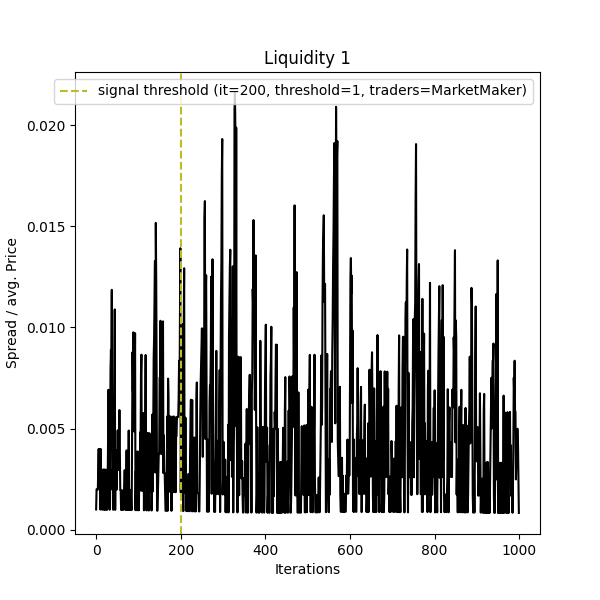 Liquidity 1
signal threshold (it=200, threshold=1, traders=MarketMaker)
Spread / avg. Price
0.020
0.015
0.010
0.005
0.000
0 200 400 600 800 1000
Iterations